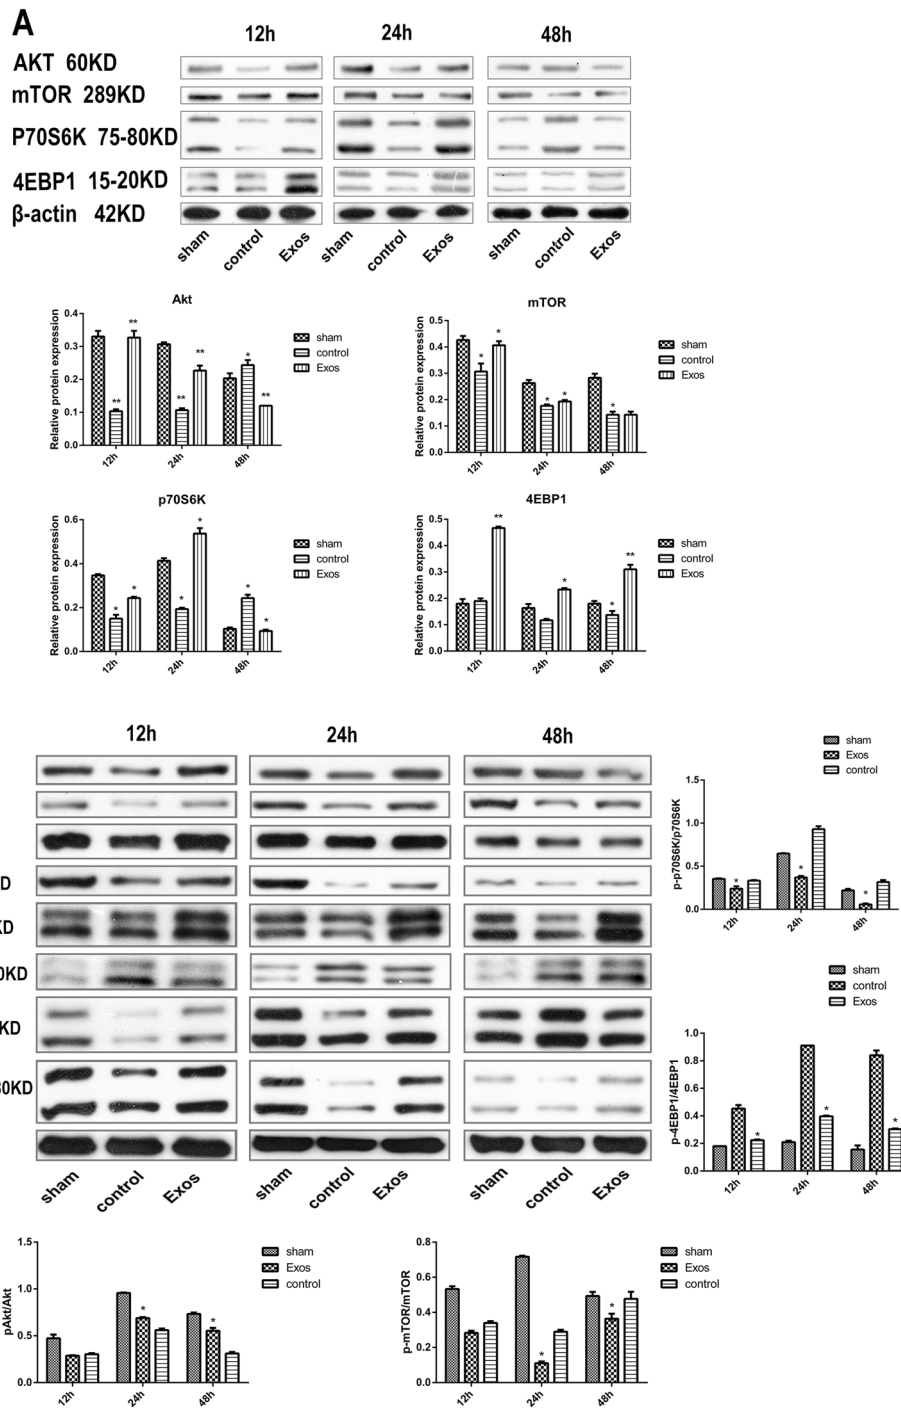 A
12h 24h 48h
AKT 60KD
mTOR 289KD
P70S6K 75-80KD
4EBP1 15-20KD
β-actin 42KD
sham control Exos sham control Exos sham control Exos
Akt
Relative protein expression
0.4
0.3
0.2
0.1
0.0
** ** ** ** * **
12h 24h 48h
sham
control
Exos
mTOR
Relative protein expression
0.5
0.4
0.3
0.2
0.1
0.0
* * * * *
12h 24h 48h
sham
control
Exos
p70S6K
Relative protein expression
0.6
0.4
0.2
0.0
* * * * * *
12h 24h 48h
sham
control
Exos
4EBP1
Relative protein expression
0.5
0.4
0.3
0.2
0.1
0.0
** * * **
12h 24h 48h
sham
control
Exos
12h 24h 48h
D
KD
0KD
KD
80KD
sham control Exos sham control Exos sham control Exos
sham
Exos
control
p-p70S6K/p70S6K
1.5
1.0
0.5
0.0
* * *
12h 24h 48h
sham
control
Exos
p-4EBP1/4EBP1
1.0
0.8
0.6
0.4
0.2
0.0
* * *
12h 24h 48h
pAkt/Akt
1.5
1.0
0.5
0.0
* *
12h 24h 48h
sham
Exos
control
p-mTOR/mTOR
0.8
0.6
0.4
0.2
0.0
* *
12h 24h 48h
sham
Exos
control